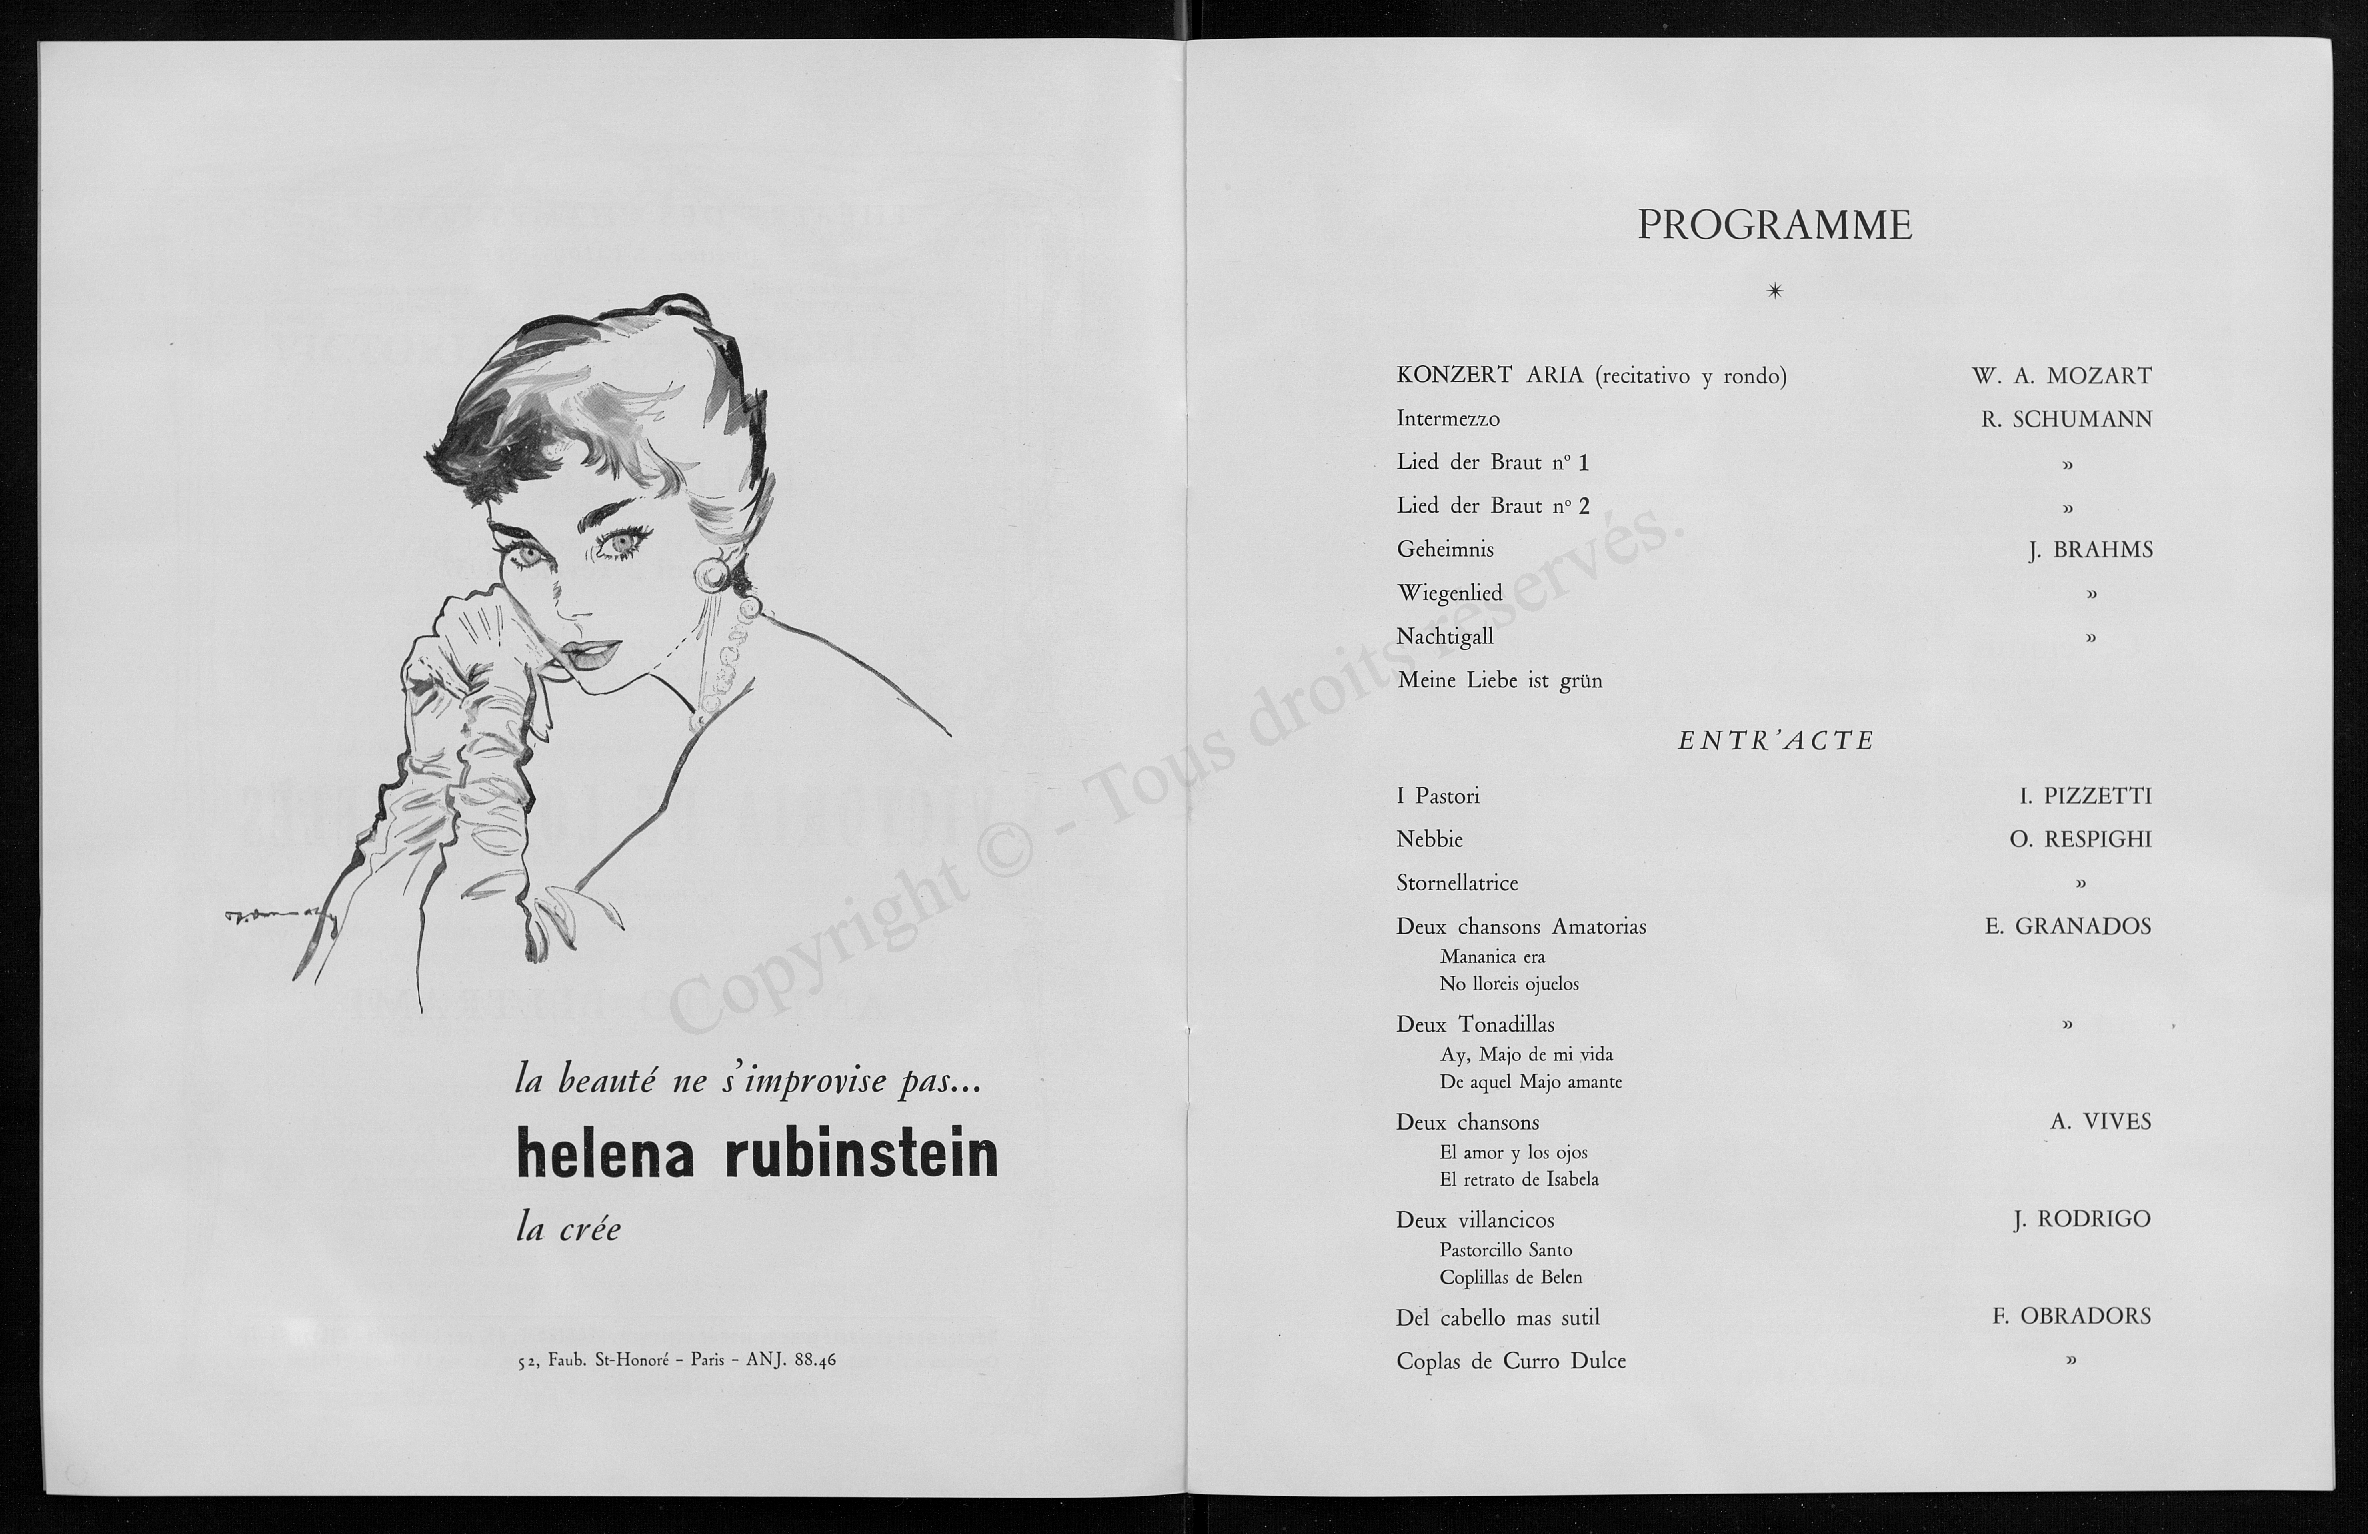 la beauté ne s'improvise pas...
helena rubinstein
la crée
52, Faub. St-Honoré - Paris - ANJ. 88.46
PROGRAMME
*
KONZERT ARIA (recitativo y rondo) W. A. MOZART
Intermezzo R. SCHUMANN
Lied der Braut nº 1 »
Lied der Braut nº 2 »
Geheimnis J. BRAHMS
Wiegenlied »
Nachtigall »
Meine Liebe ist grün
ENTR'ACTE
I Pastori I. PIZZETTI
Nebbie O. RESPIGHI
Stornellatrice »
Deux chansons Amatorias E. GRANADOS
Mananica era
No lloreis ojuelos
Deux Tonadillas »
Ay, Majo de mi vida
De aquel Majo amante
Deux chansons A. VIVES
El amor y los ojos
El retrato de Isabela
Deux villancicos J. RODRIGO
Pastorcillo Santo
Coplillas de Belen
Del cabello mas sutil F. OBRADORS
Coplas de Curro Dulce »
Copyright © - Tous droits réservés.